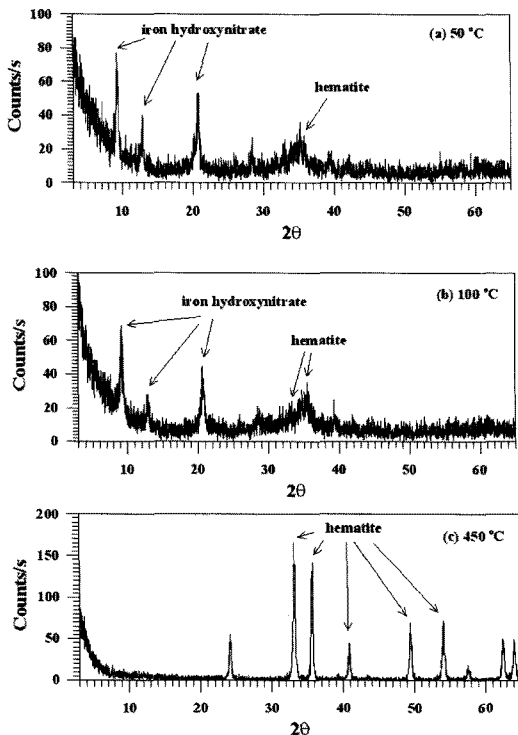 100
80
60
40
20
0
Counts/s
iron hydroxynitrate
(a) 50 °C
hematite
10 20 30 40 50 60
2θ
100
80
60
40
20
0
Counts/s
iron hydroxynitrate
(b) 100 °C
hematite
10 20 30 40 50 60
2θ
200
150
100
50
0
Counts/s
hematite
(c) 450 °C
10 20 30 40 50 60
2θ